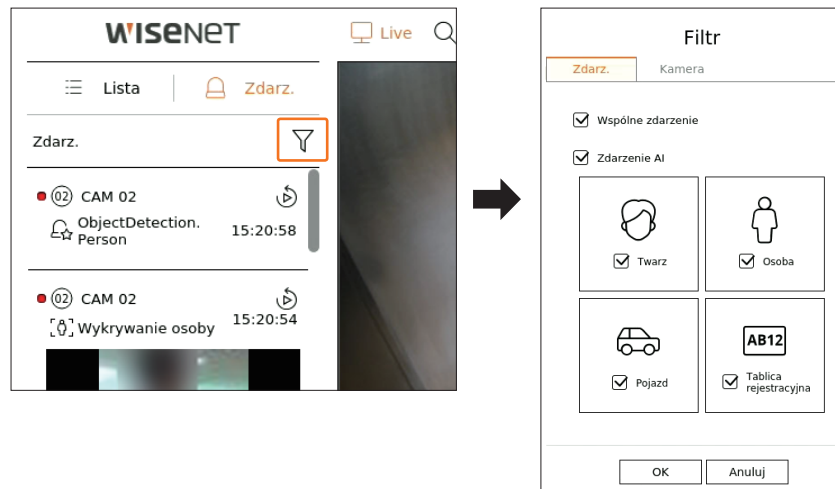 WISENET
Live
Lista
Zdarz.
Zdarz.
02 CAM 02
ObjectDetection.
Person
15:20:58
02 CAM 02
Wykrywanie osoby
15:20:54
Filtr
Zdarz.
Kamera
Wspólne zdarzenie
Zdarzenie AI
Twarz
Osoba
Pojazd
AB12
Tablica
rejestracyjna
OK
Anuluj